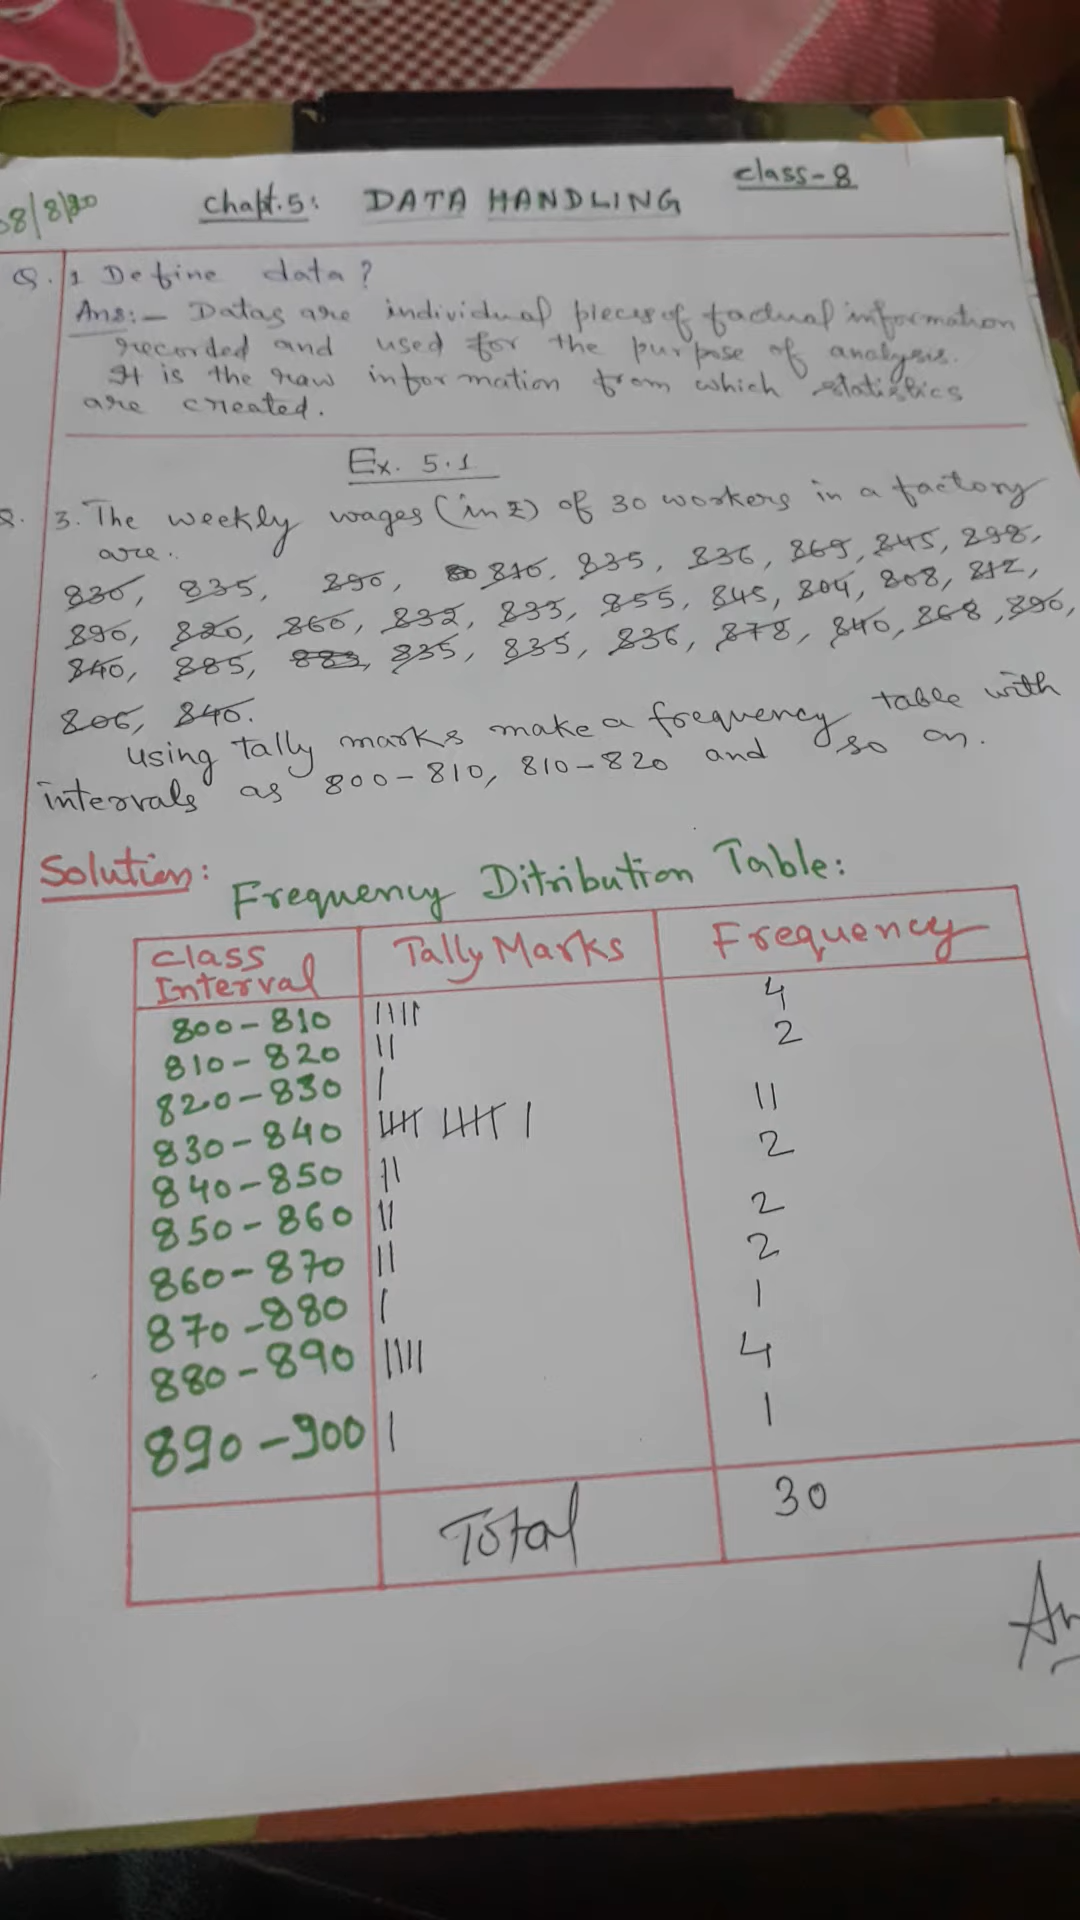 08/8/20
Chapt.5: DATA HANDLING
class-8
Q.1 Define data?
Ans:- Datas are individual pieces of factual information
recorded and used for the purpose of analysis.
It is the raw information from which statistics
are created.
Ex. 5.1
Q. 3. The weekly wages (in ₹) of 30 workers in a factory
are..
830, 835, 890, 810, 835, 836, 869, 845, 898,
890, 820, 860, 832, 833, 855, 845, 804, 808, 812,
840, 885, 835, 835, 836, 878, 840, 868, 890,
806, 840.
using Tally marks make a frequency table with
intervals as 800-810, 810-820 and so on.
Solution:
Frequency Ditribution Table:
Class Interval Tally Marks Frequency
800-810 |||| 4
810-820 || 2
820-830 |
830-840 |||| |||| | 11
840-850 || 2
850-860 || 2
860-870 || 2
870-880 | 1
880-890 |||| 4
890-900 | 1
Total 30